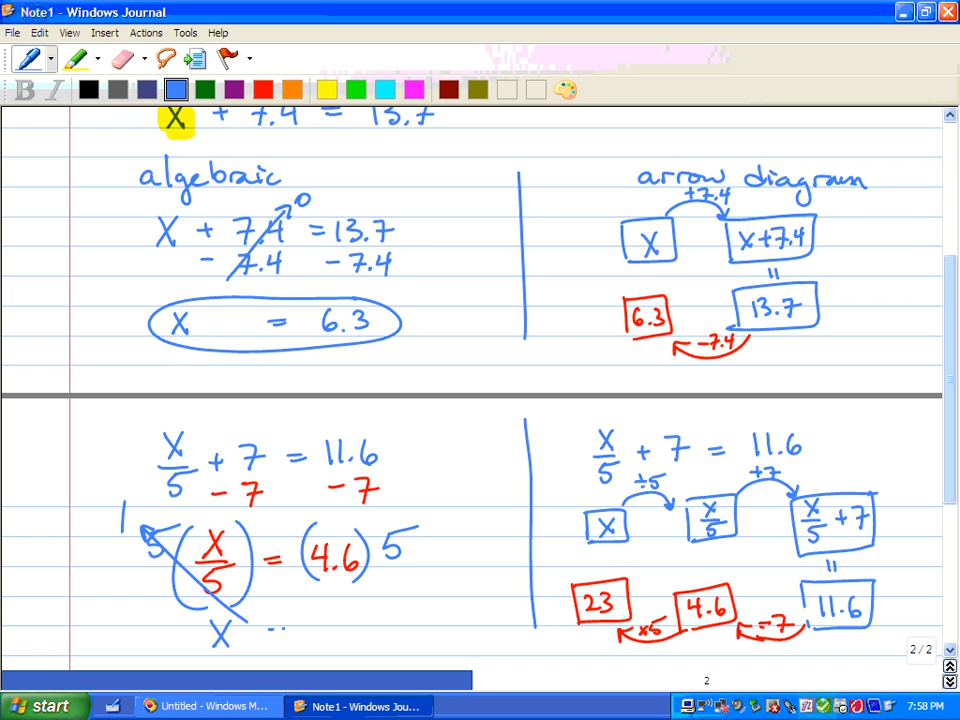 Note1 - Windows Journal
File Edit View Insert Actions Tools Help
B I
X + 7.4 = 13.7
algebraic
X + 7.4 = 13.7
0
- 7.4 - 7.4
X = 6.3
arrow diagram
+7.4
X X+7.4
=
6.3 13.7
-7.4
X/5 + 7 = 11.6
- 7 - 7
1
5 (X/5) = (4.6) 5
X =
X/5 + 7 = 11.6
÷5 +7
X X/5 X/5 + 7
=
23 4.6 11.6
x5 -7
2 / 2
2
start Untitled - Windows M... Note1 - Windows Jou... 7:58 PM